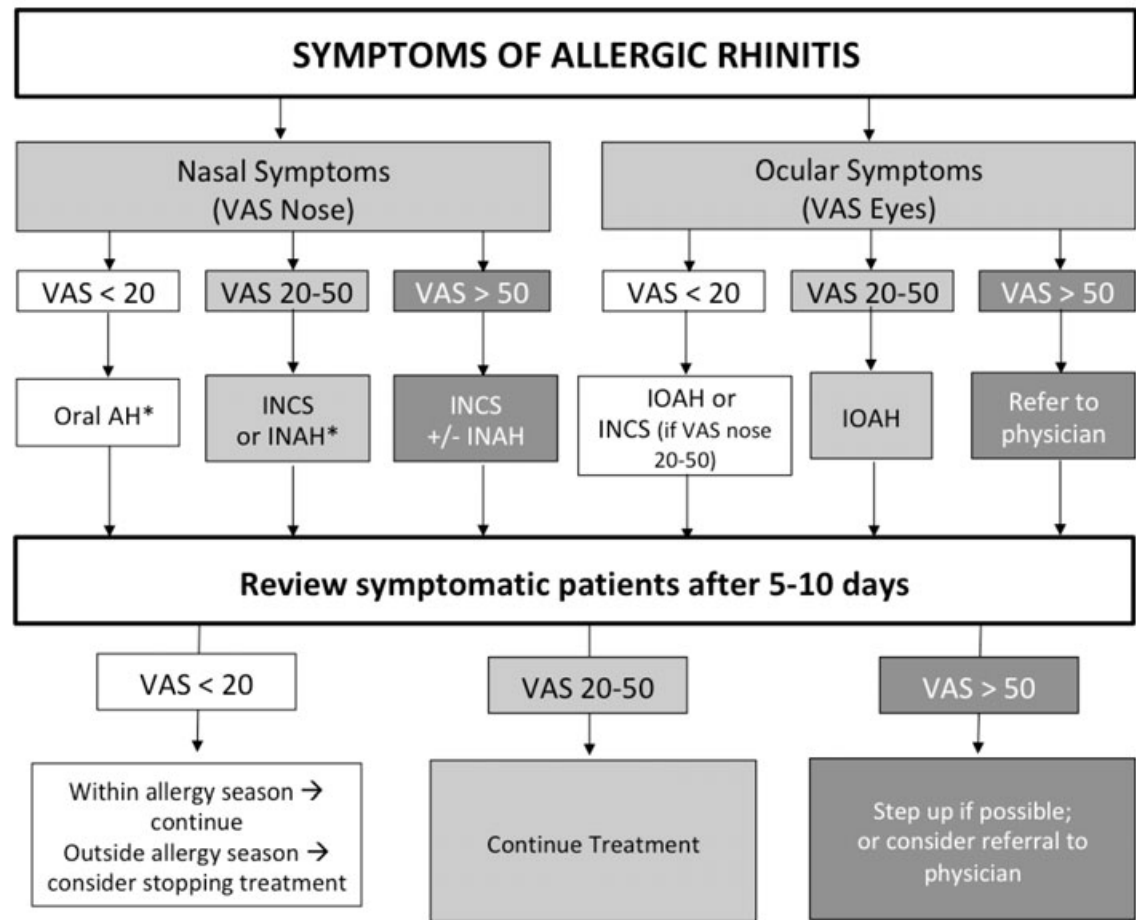 SYMPTOMS OF ALLERGIC RHINITIS
Nasal Symptoms
(VAS Nose)
Ocular Symptoms
(VAS Eyes)
VAS < 20
VAS 20-50
VAS > 50
VAS < 20
VAS 20-50
VAS > 50
Oral AH*
INCS
or INAH*
INCS
+/- INAH
IOAH or
INCS (if VAS nose
20-50)
IOAH
Refer to
physician
Review symptomatic patients after 5-10 days
VAS < 20
VAS 20-50
VAS > 50
Within allergy season →
continue
Outside allergy season →
consider stopping treatment
Continue Treatment
Step up if possible;
or consider referral to
physician